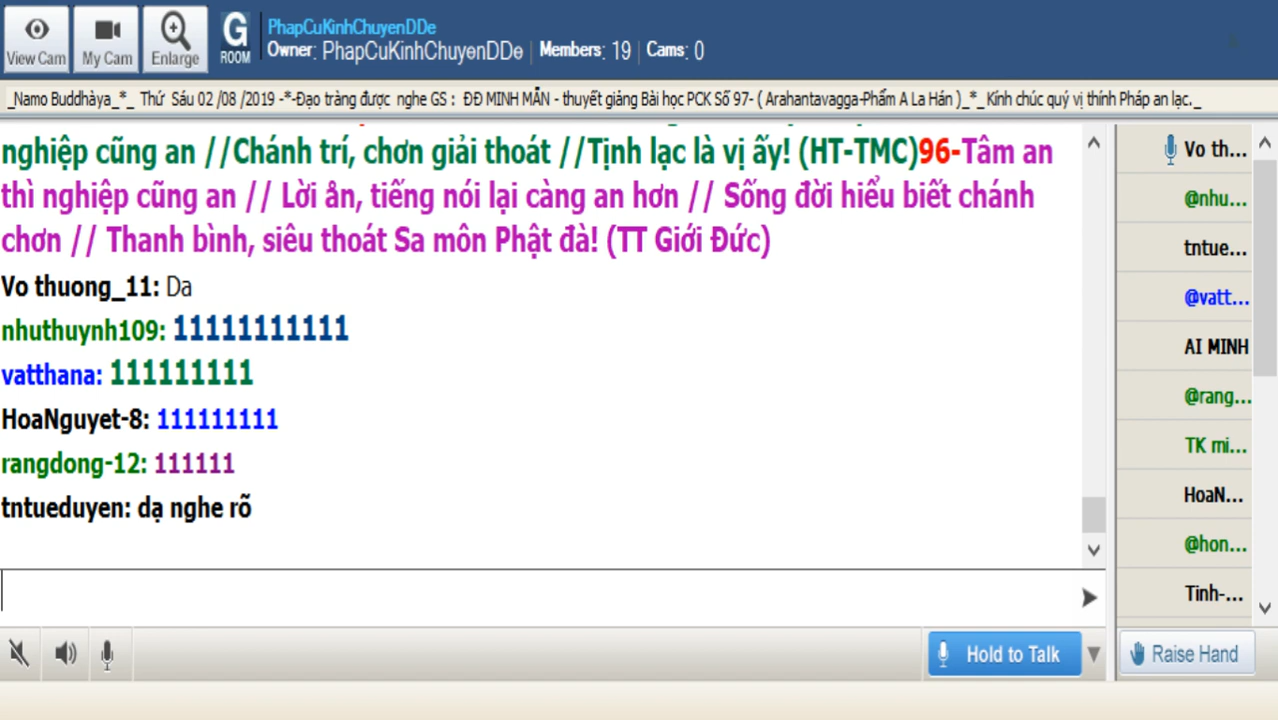 View Cam
My Cam
Enlarge
G
ROOM
PhapCuKinhChuyenDDe
Owner: PhapCuKinhChuyenDDe | Members: 19 | Cams: 0
_Namo Buddhàya_*_ Thứ Sáu 02 /08 /2019 -*-Đạo tràng được nghe GS : ĐĐ MINH MẪN - thuyết giảng Bài học PCK Số 97- ( Arahantavagga-Phẩm A La Hán )_*_Kính chúc quý vị thính Pháp an lạc._
nghiệp cũng an //Chánh trí, chơn giải thoát //Tịnh lạc là vị ấy! (HT-TMC)96-Tâm an
thì nghiệp cũng an // Lời ân, tiếng nói lại càng an hơn // Sống đời hiểu biết chánh
chơn // Thanh bình, siêu thoát Sa môn Phật đà! (TT Giới Đức)
Vo thuong_11: Da
nhuthuynh109: 11111111111
vatthana: 111111111
HoaNguyet-8: 111111111
rangdong-12: 111111
tntueduyen: dạ nghe rõ
Vo th...
@nhu...
tntue...
@vatt...
AI MINH
@rang...
TK mi...
HoaN...
@hon...
Tinh-...
Hold to Talk
Raise Hand